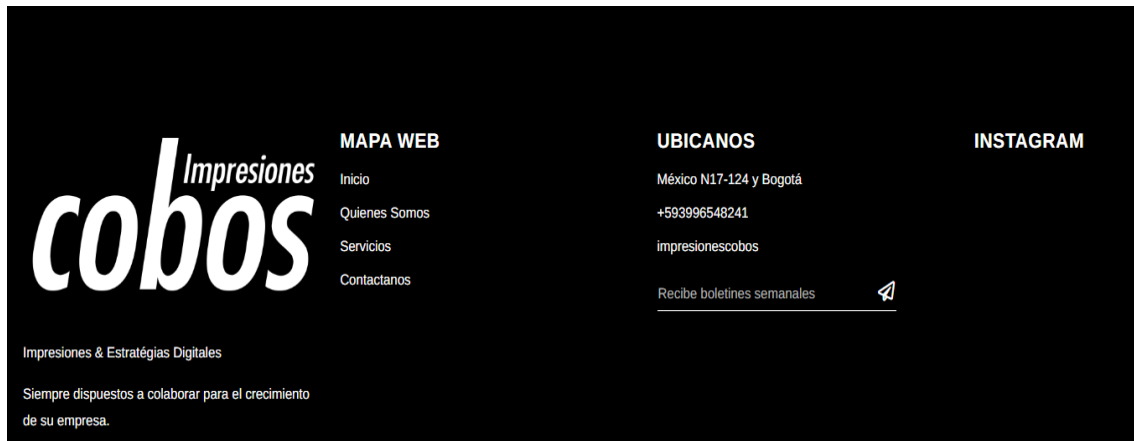 Impresiones
cobos
Impresiones & Estratégias Digitales
Siempre dispuestos a colaborar para el crecimiento
de su empresa.
MAPA WEB
Inicio
Quienes Somos
Servicios
Contactanos
UBICANOS
México N17-124 y Bogotá
+593996548241
impresionescobos
Recibe boletines semanales
INSTAGRAM